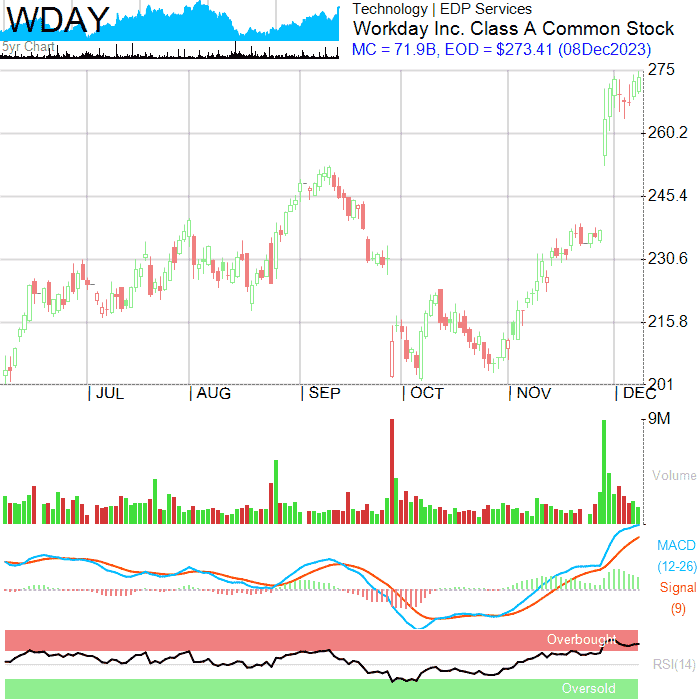 WDAY
5yr Chart
Technology | EDP Services
Workday Inc. Class A Common Stock
MC = 71.9B, EOD = $273.41 (08Dec2023)
275
260.2
245.4
230.6
215.8
201
| JUL | AUG | SEP | OCT | NOV | DEC
9M
Volume
MACD
(12-26)
Signal
(9)
Overbought
RSI(14)
Oversold